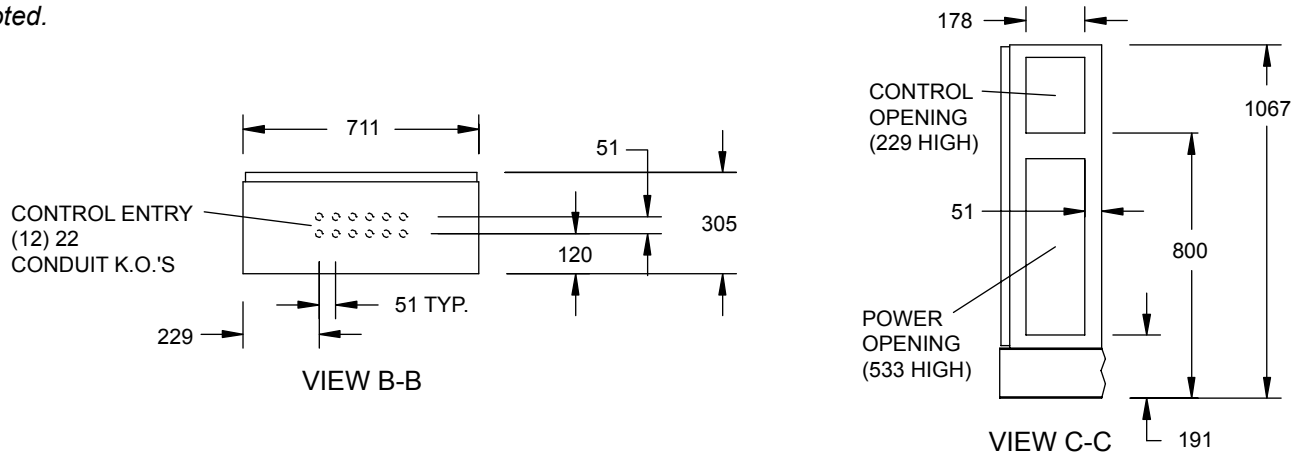 oted.
711
51
305
120
CONTROL ENTRY
(12) 22
CONDUIT K.O.'S
51 TYP.
229
VIEW B-B
178
CONTROL
OPENING
(229 HIGH)
1067
51
800
POWER
OPENING
(533 HIGH)
191
VIEW C-C